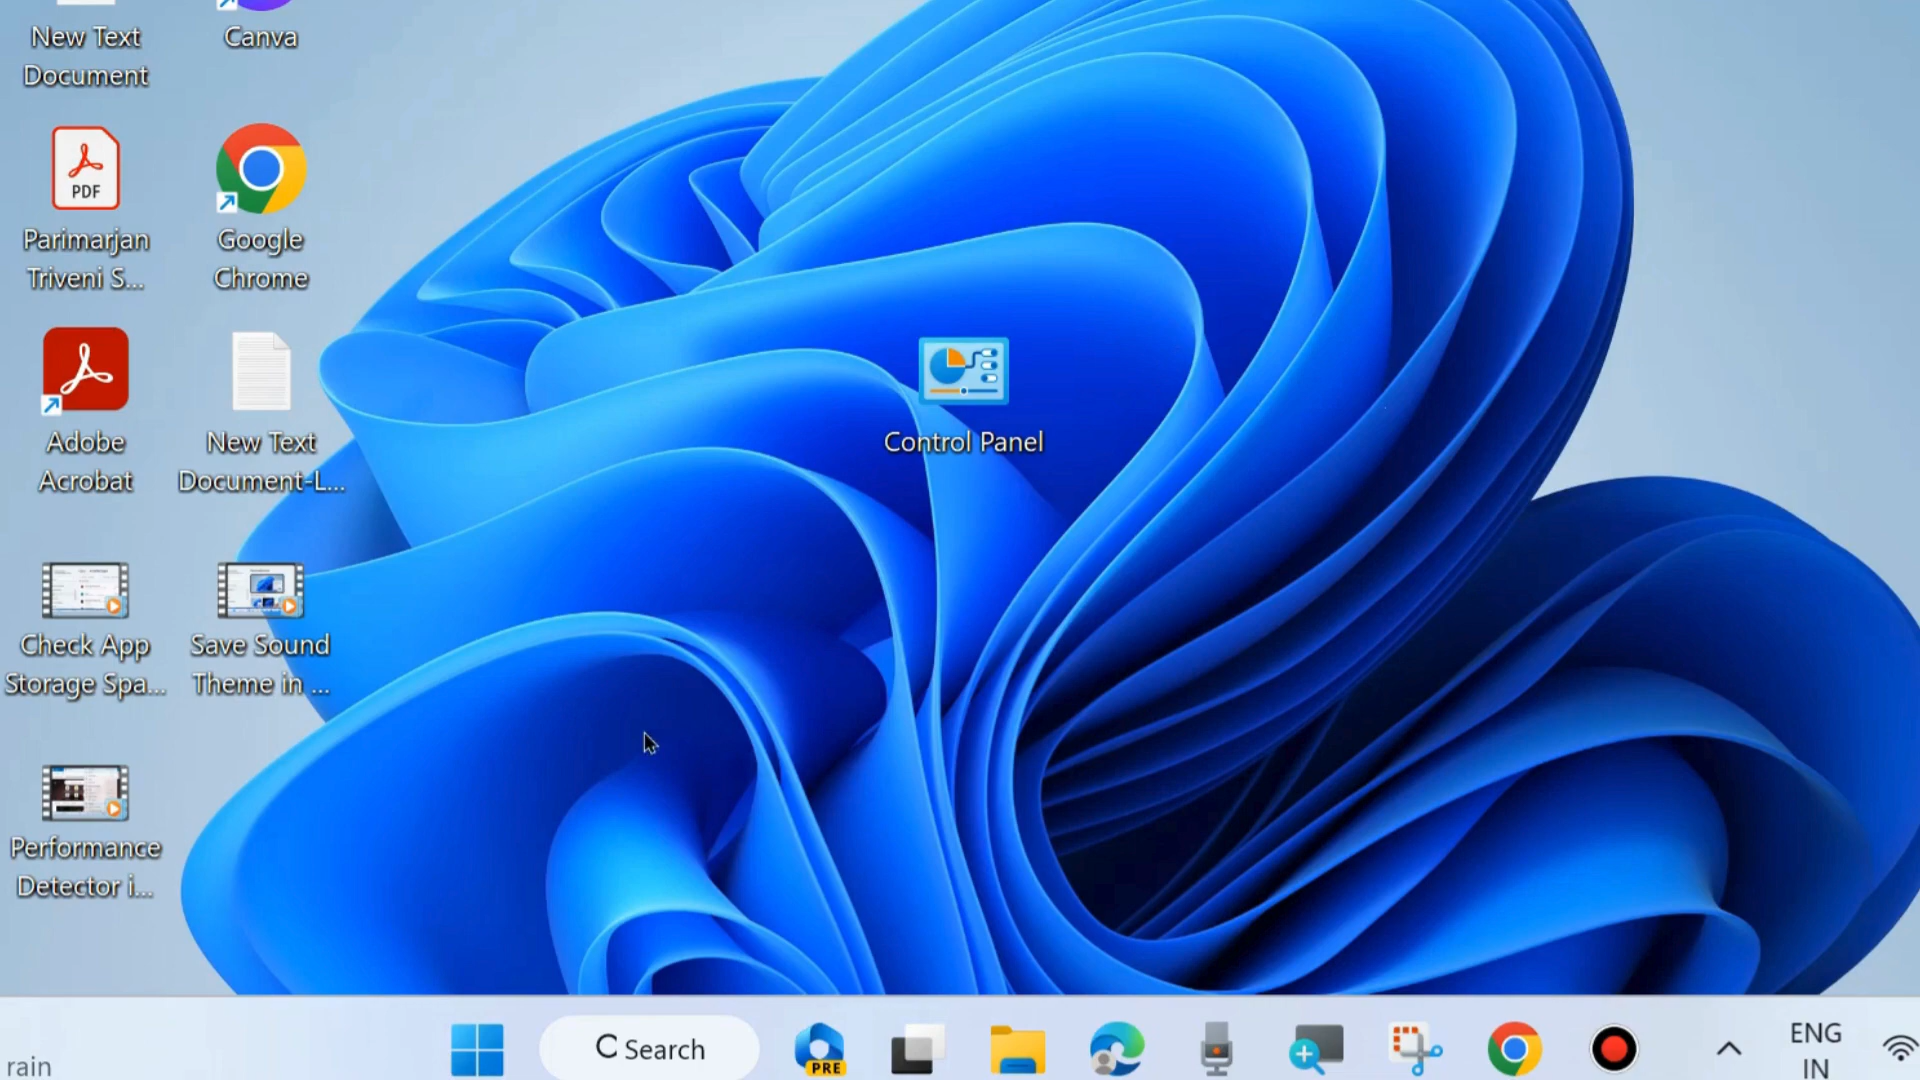 New Text
Document
Canva
PDF
Parimarjan
Triveni S...
Google
Chrome
Adobe
Acrobat
New Text
Document-L...
Control Panel
Check App
Storage Spa...
Save Sound
Theme in ...
Performance
Detector i...
rain
Search
PRE
ENG
IN